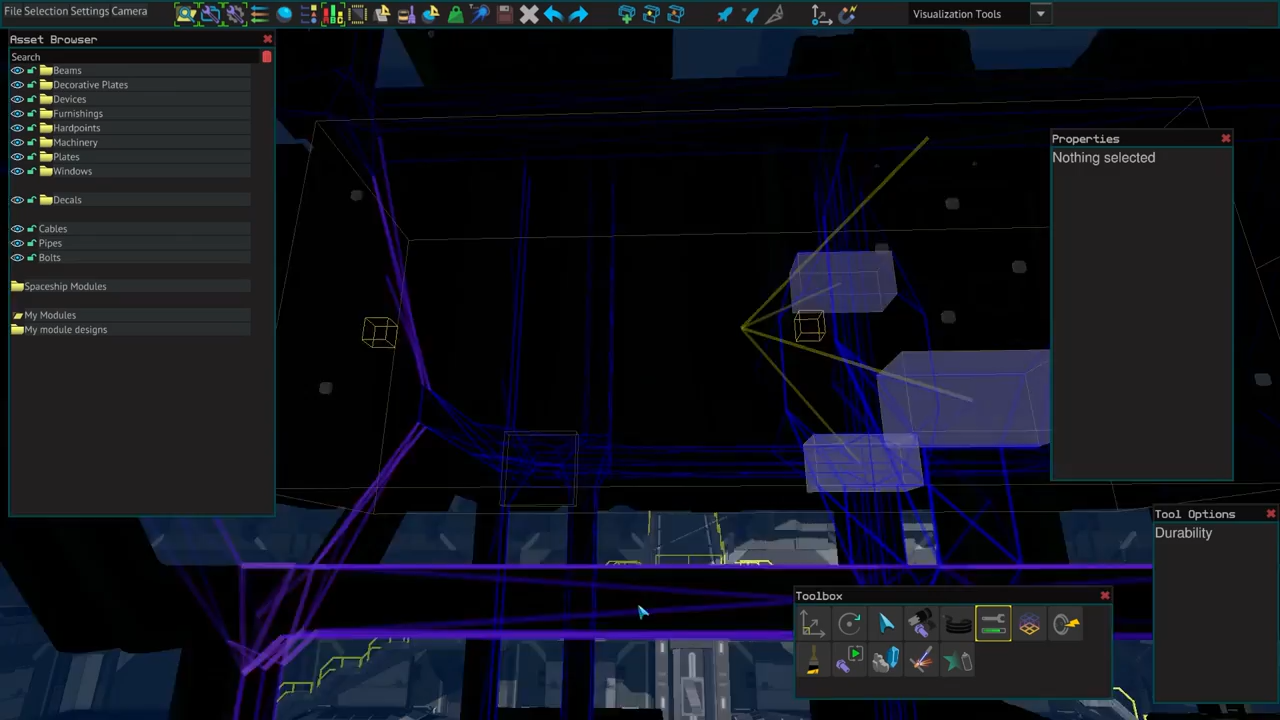 File Selection Settings Camera
Visualization Tools
Asset Browser
Search
Beams
Decorative Plates
Devices
Furnishings
Hardpoints
Machinery
Plates
Windows
Decals
Cables
Pipes
Bolts
Spaceship Modules
My Modules
My module designs
Properties
Nothing selected
Tool Options
Durability
Toolbox